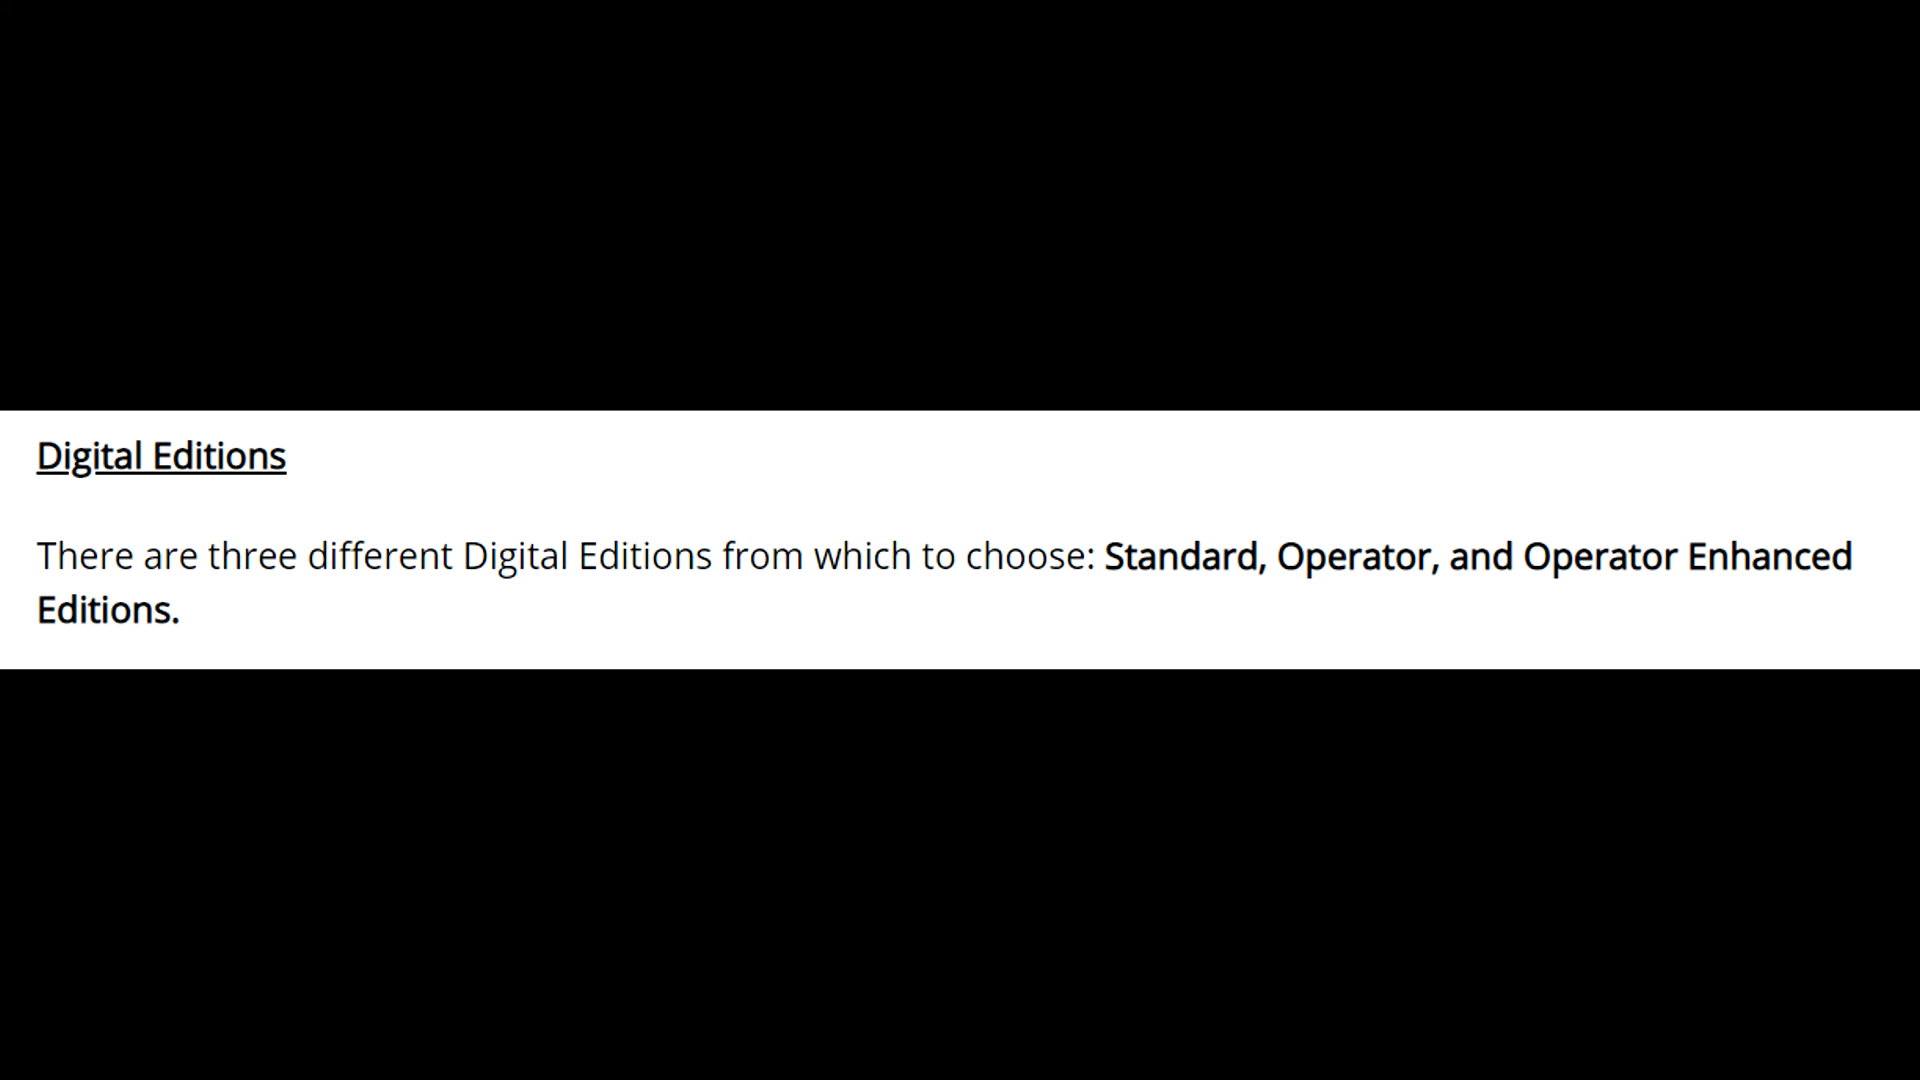 Digital Editions
There are three different Digital Editions from which to choose: Standard, Operator, and Operator Enhanced
Editions.